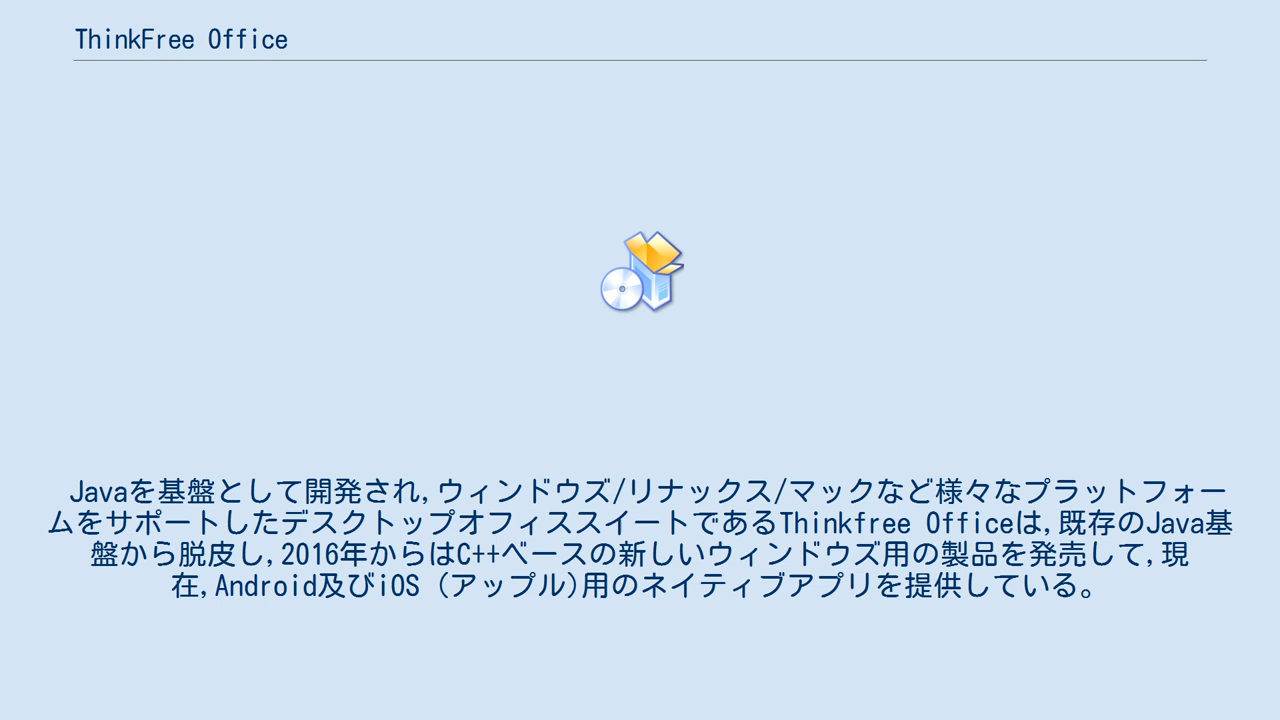 ThinkFree Office
Javaを基盤として開発され,ウィンドウズ/リナックス/マックなど様々なプラットフォー
ムをサポートしたデスクトップオフィススイートであるThinkfree Officeは,既存のJava基
盤から脱皮し,2016年からはC++ベースの新しいウィンドウズ用の製品を発売して,現
在,Android及びiOS (アップル)用のネイティブアプリを提供している。